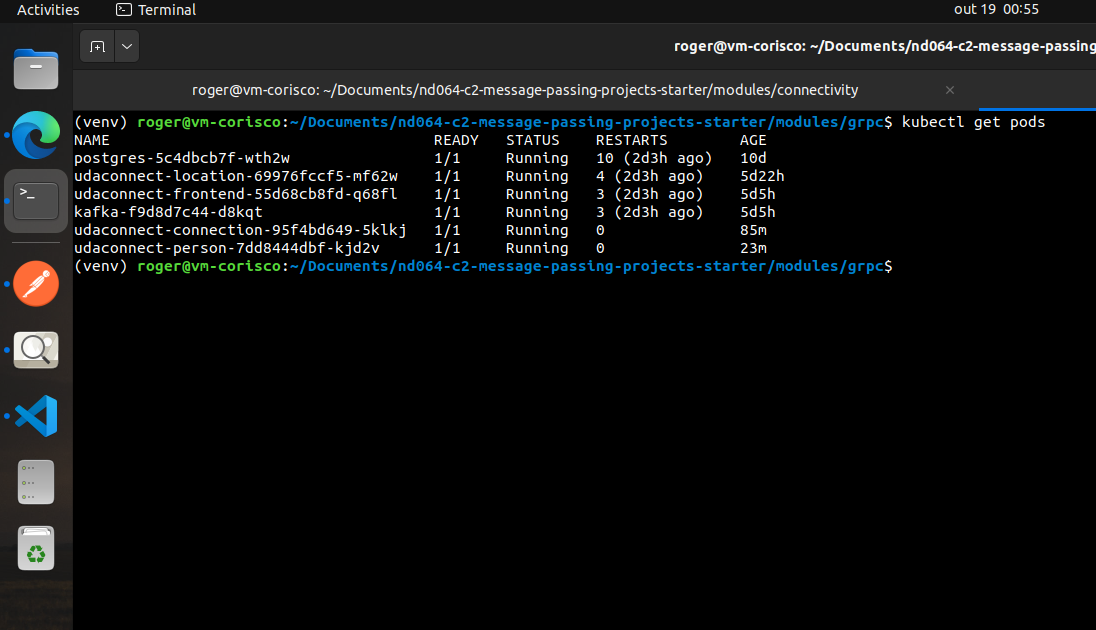 Activities Terminal out 19 00:55
roger@vm-corisco: ~/Documents/nd064-c2-message-passing
roger@vm-corisco: ~/Documents/nd064-c2-message-passing-projects-starter/modules/connectivity ×
(venv) roger@vm-corisco:~/Documents/nd064-c2-message-passing-projects-starter/modules/grpc$ kubectl get pods
NAME READY STATUS RESTARTS AGE
postgres-5c4dbcb7f-wth2w 1/1 Running 10 (2d3h ago) 10d
udaconnect-location-69976fccf5-mf62w 1/1 Running 4 (2d3h ago) 5d22h
udaconnect-frontend-55d68cb8fd-q68fl 1/1 Running 3 (2d3h ago) 5d5h
kafka-f9d8d7c44-d8kqt 1/1 Running 3 (2d3h ago) 5d5h
udaconnect-connection-95f4bd649-5klkj 1/1 Running 0 85m
udaconnect-person-7dd8444dbf-kjd2v 1/1 Running 0 23m
(venv) roger@vm-corisco:~/Documents/nd064-c2-message-passing-projects-starter/modules/grpc$